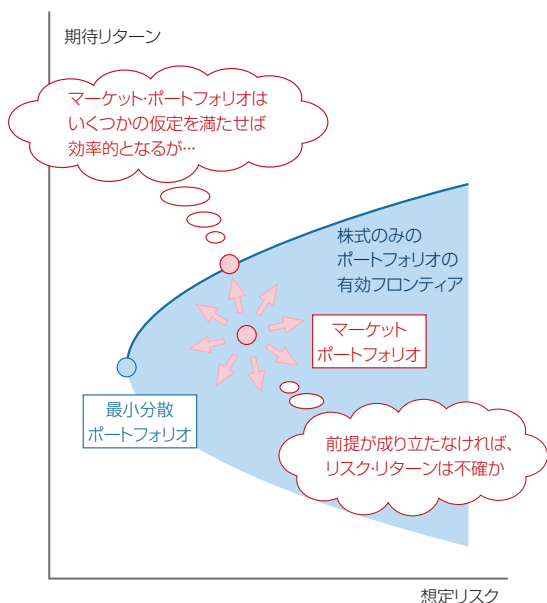 期待リターン
マーケット・ポートフォリオは
いくつかの仮定を満たせば
効率的となるが…
株式のみの
ポートフォリオの
有効フロンティア
マーケット
ポートフォリオ
最小分散
ポートフォリオ
前提が成り立たなければ、
リスク・リターンは不確か
想定リスク